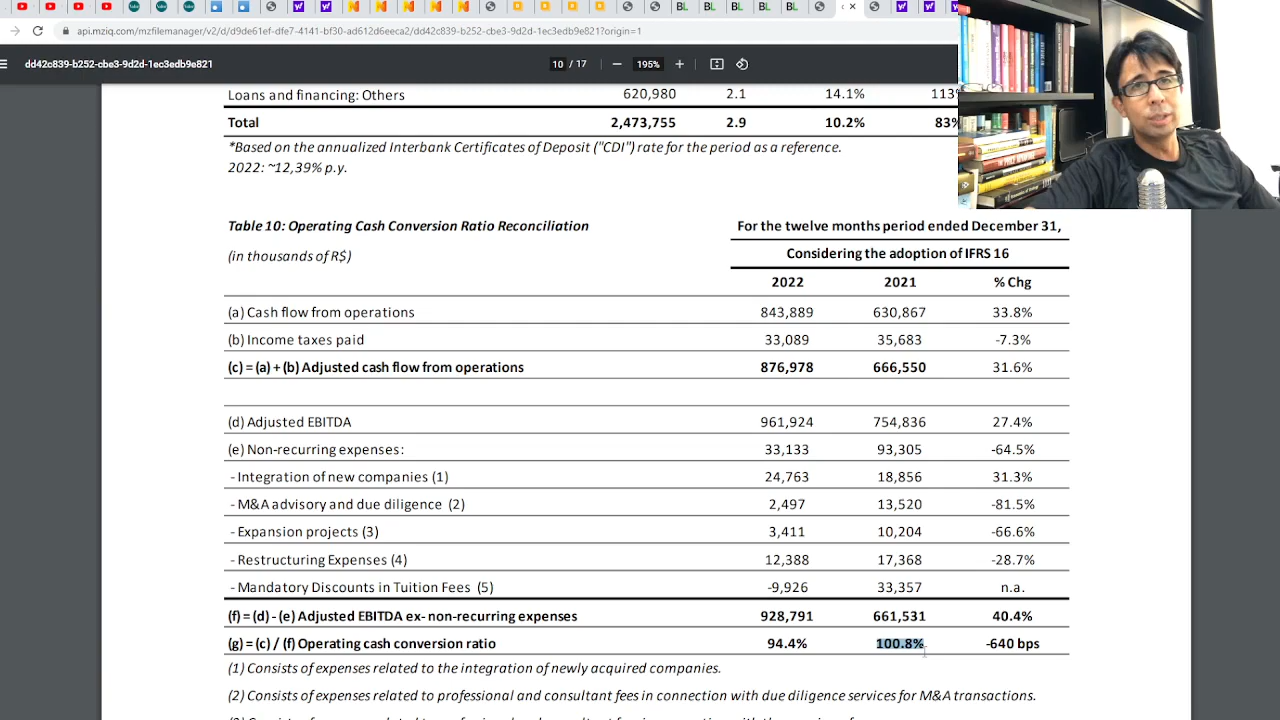 api.mziq.com/mzfilemanager/v2/d/d9de61ef-dfe7-4141-bf30-ad612d6eeca2/dd42c839-b252-cbe3-9d2d-1ec3edb9e821?origin=1
dd42c839-b252-cbe3-9d2d-1ec3edb9e821 10 / 17 195%
Loans and financing: Others 620,980 2.1 14.1% 113%
Total 2,473,755 2.9 10.2% 83%
*Based on the annualized Interbank Certificates of Deposit ("CDI") rate for the period as a reference.
2022: ~12,39% p.y.
Table 10: Operating Cash Conversion Ratio Reconciliation For the twelve months period ended December 31,
(in thousands of R$) Considering the adoption of IFRS 16
2022 2021 % Chg
(a) Cash flow from operations 843,889 630,867 33.8%
(b) Income taxes paid 33,089 35,683 -7.3%
(c) = (a) + (b) Adjusted cash flow from operations 876,978 666,550 31.6%
(d) Adjusted EBITDA 961,924 754,836 27.4%
(e) Non-recurring expenses: 33,133 93,305 -64.5%
- Integration of new companies (1) 24,763 18,856 31.3%
- M&A advisory and due diligence (2) 2,497 13,520 -81.5%
- Expansion projects (3) 3,411 10,204 -66.6%
- Restructuring Expenses (4) 12,388 17,368 -28.7%
- Mandatory Discounts in Tuition Fees (5) -9,926 33,357 n.a.
(f) = (d) - (e) Adjusted EBITDA ex- non-recurring expenses 928,791 661,531 40.4%
(g) = (c) / (f) Operating cash conversion ratio 94.4% 100.8% -640 bps
(1) Consists of expenses related to the integration of newly acquired companies.
(2) Consists of expenses related to professional and consultant fees in connection with due diligence services for M&A transactions.